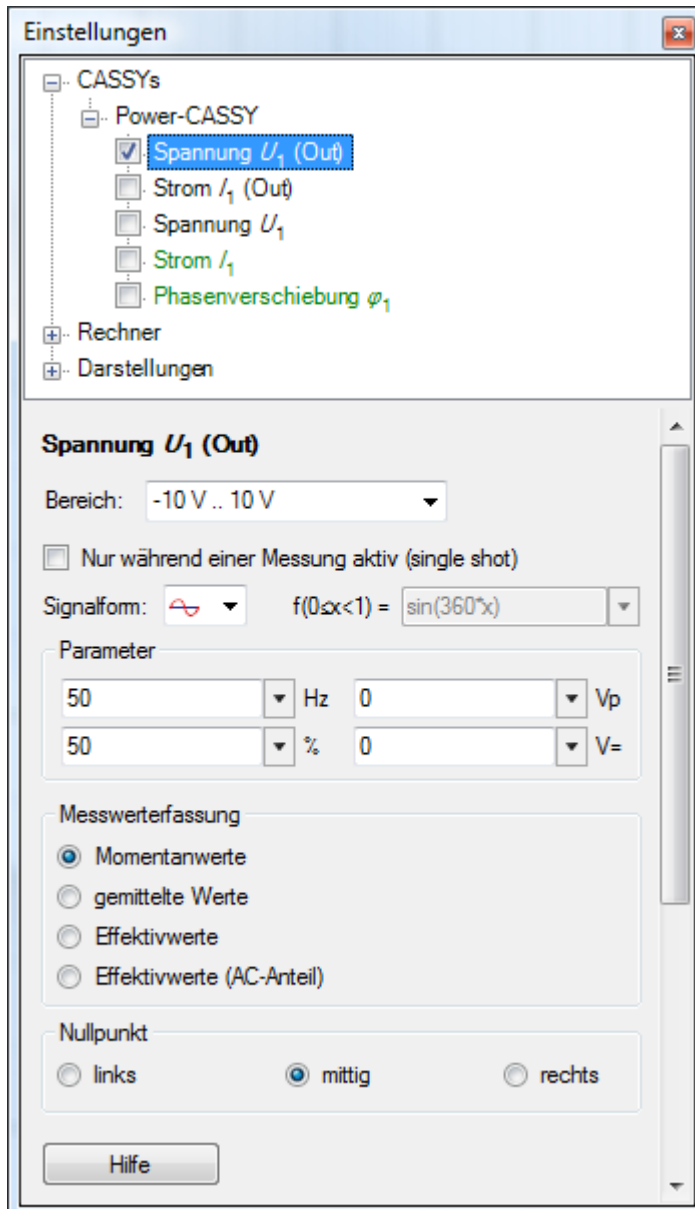 Einstellungen
CASSYs
Power-CASSY
Spannung U1 (Out)
Strom I1 (Out)
Spannung U1
Strom I1
Phasenverschiebung φ1
Rechner
Darstellungen
Spannung U1 (Out)
Bereich: -10 V .. 10 V
Nur während einer Messung aktiv (single shot)
Signalform: f(0≤x<1) = sin(360*x)
Parameter
50 Hz 0 Vp
50 % 0 V=
Messwerterfassung
Momentanwerte
gemittelte Werte
Effektivwerte
Effektivwerte (AC-Anteil)
Nullpunkt
links mittig rechts
Hilfe